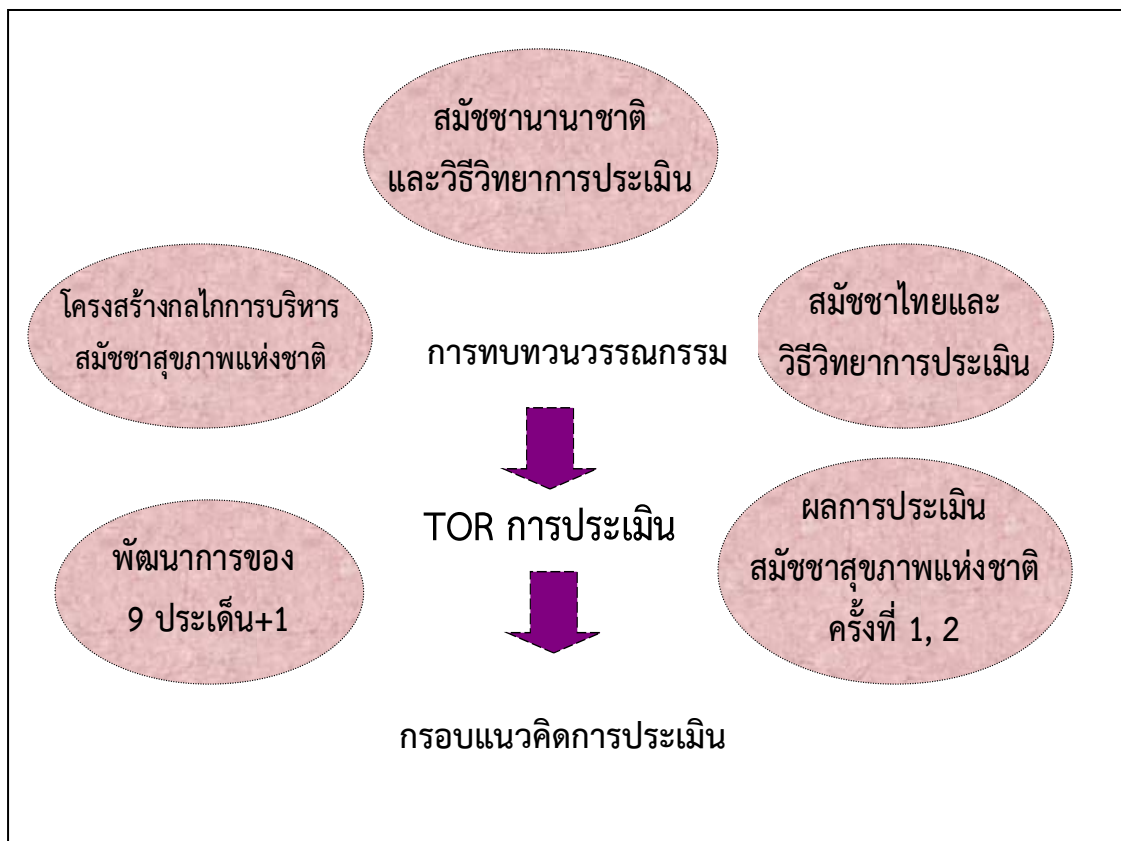 สมัชชานานาชาติ
และวิธีวิทยาการประเมิน
โครงสร้างกลไกการบริหาร
สมัชชาสุขภาพแห่งชาติ
การทบทวนวรรณกรรม
สมัชชาไทยและ
วิธีวิทยาการประเมิน
TOR การประเมิน
พัฒนาการของ
9 ประเด็น+1
ผลการประเมิน
สมัชชาสุขภาพแห่งชาติ
ครั้งที่ 1, 2
กรอบแนวคิดการประเมิน